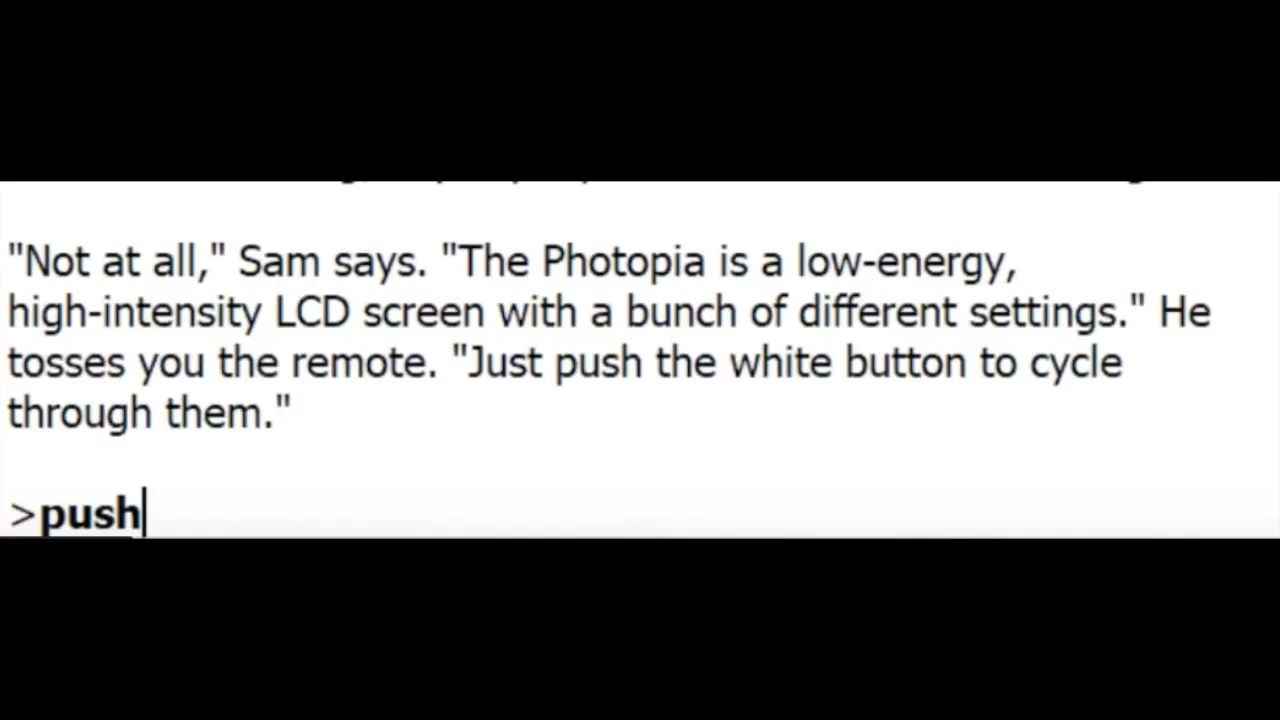 "Not at all," Sam says. "The Photopia is a low-energy,
high-intensity LCD screen with a bunch of different settings." He
tosses you the remote. "Just push the white button to cycle
through them."
>push